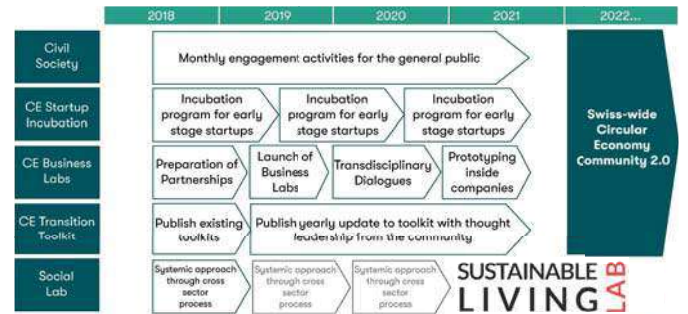 2018 2019 2020 2021 2022...
Civil
Society
Monthly engagement activities for the general public
CE Startup
Incubation
Incubation
program for early
stage startups
Incubation
program for early
stage startups
Incubation
program for early
stage startups
CE Business
Labs
Preparation of
Partnerships
Launch of
Business
Labs
Transdisciplinary
Dialogues
Prototyping
inside
companies
CE Transition
Toolkit
Publish existing
toolkits
Publish yearly update to toolkit with thought
leadership from the community
Social
Lab
Systemic approach
through cross
sector
process
Systemic approach
through cross
sector
process
Systemic approach
through cross
sector
process
Swiss-wide
Circular
Economy
Community 2.0
SUSTAINABLE
LIVING
LAB